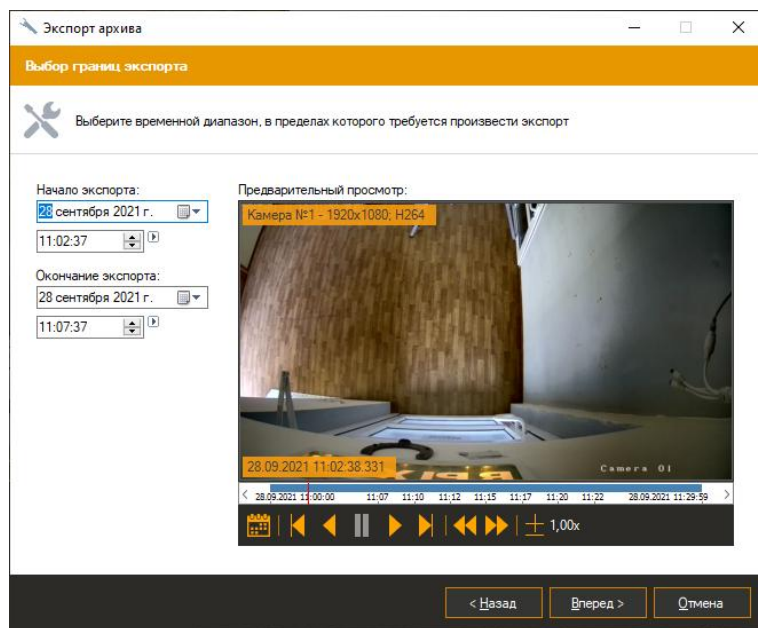 Экспорт архива
Выбор границ экспорта
Выберите временной диапазон, в пределах которого требуется произвести экспорт
Начало экспорта:
28 сентября 2021 г.
11:02:37
Окончание экспорта:
28 сентября 2021 г.
11:07:37
Предварительный просмотр:
Камера №1 - 1920x1080; H264
28.09.2021 11:02:38.331
Camera 01
28.09.2021 11:00:00 11:07 11:10 11:12 11:15 11:17 11:20 11:22 28.09.2021 11:29:59
1,00x
< Назад
Вперед >
Отмена